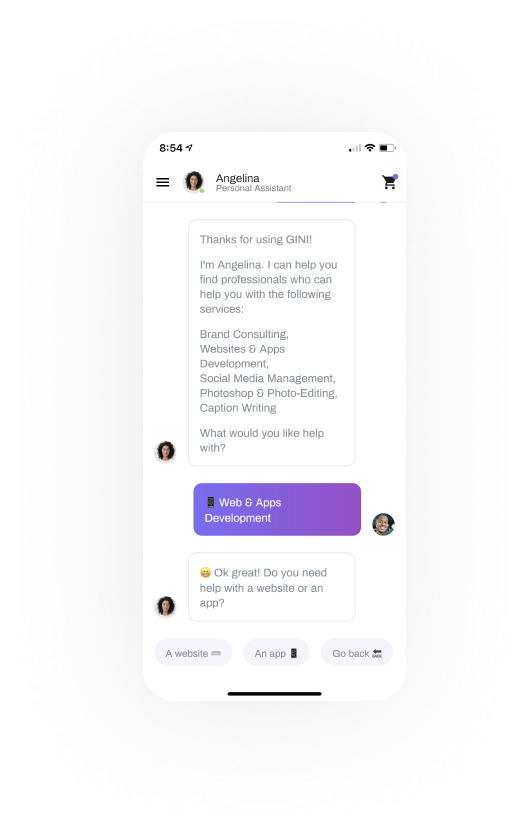 8:54
Angelina
Personal Assistant
Thanks for using GINI!
I'm Angelina. I can help you
find professionals who can
help you with the following
services:
Brand Consulting,
Websites & Apps
Development,
Social Media Management,
Photoshop & Photo-Editing,
Caption Writing
What would you like help
with?
📱 Web & Apps
Development
😁 Ok great! Do you need
help with a website or an
app?
A website ⌨️
An app 📱
Go back 🔙